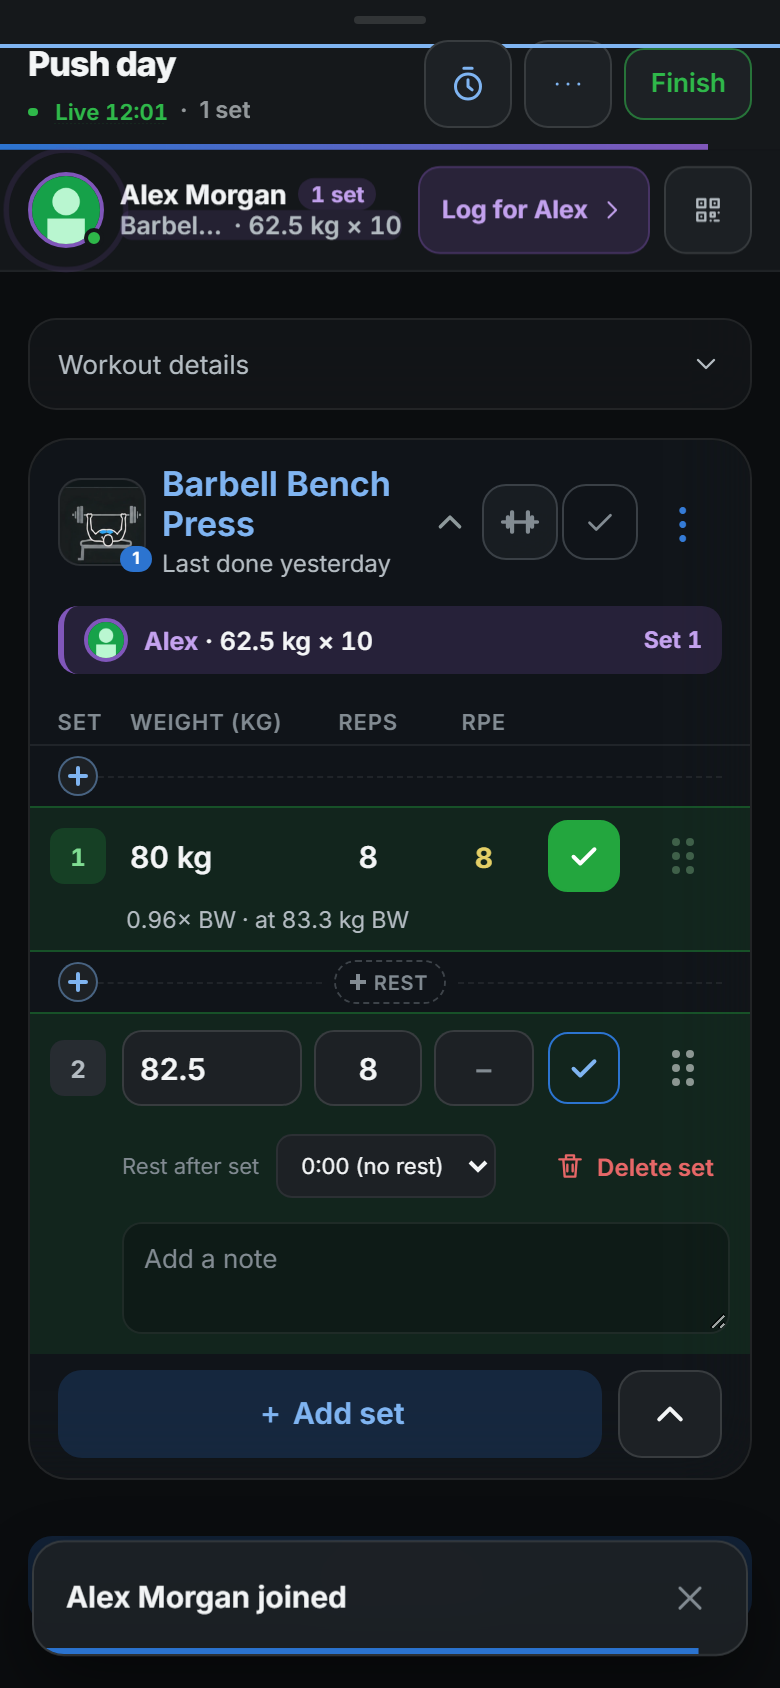 Push day
Live 12:01 · 1 set
...
Finish
Alex Morgan 1 set
Barbel... · 62.5 kg × 10
Log for Alex
Workout details
Barbell Bench
Press
1
Last done yesterday
Alex · 62.5 kg × 10 Set 1
SET WEIGHT (KG) REPS RPE
1 80 kg 8 8
0.96× BW · at 83.3 kg BW
+ REST
2 82.5 8 –
Rest after set 0:00 (no rest) Delete set
Add a note
+ Add set
Alex Morgan joined